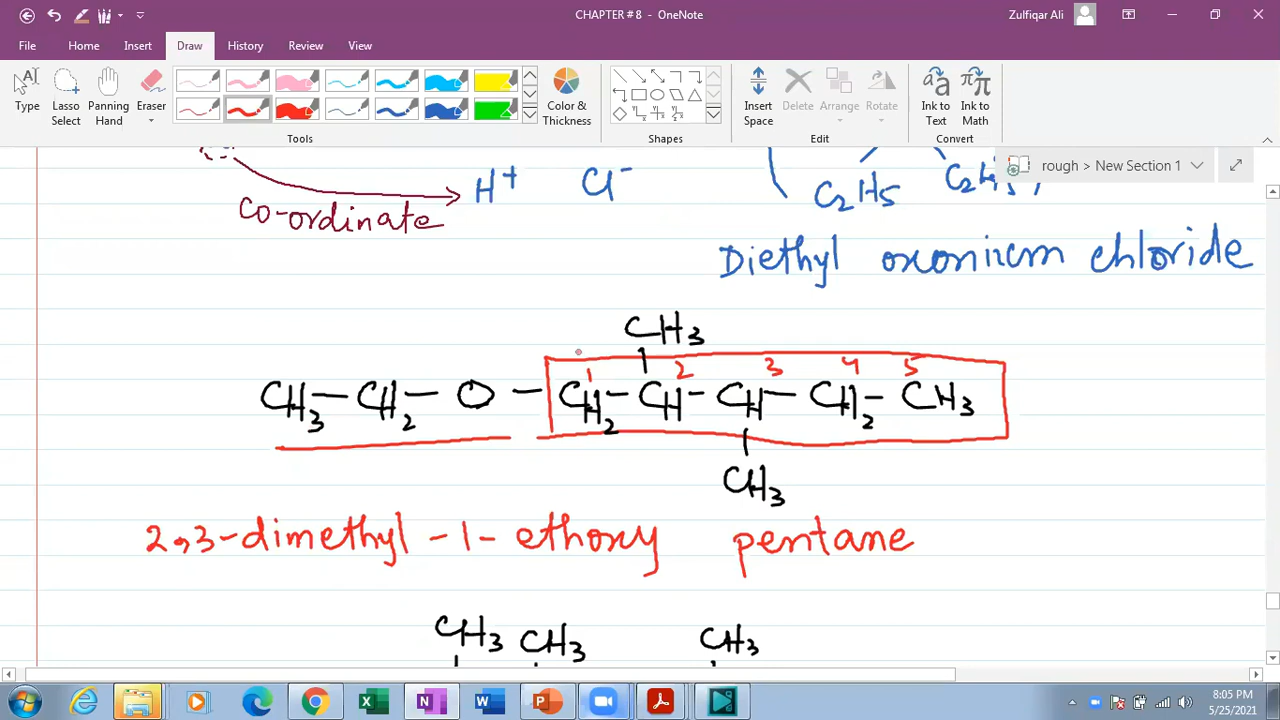 CHAPTER # 8 - OneNote
Zulfiqar Ali
File Home Insert Draw History Review View
Type
Lasso Select
Panning Hand
Eraser
Color & Thickness
Insert Space
Delete
Arrange
Rotate
Ink to Text
Ink to Math
Tools
Shapes
Edit
Convert
rough > New Section 1
H+ Cl-
C2H5 C2H5
Co-ordinate
Diethyl oxonium chloride
CH3
1 2 3 4 5
CH3 - CH2 - O - CH2 - CH - CH - CH2 - CH3
CH3
2,3-dimethyl -1- ethoxy pentane
CH3 CH3 CH3
8:05 PM
5/25/2021